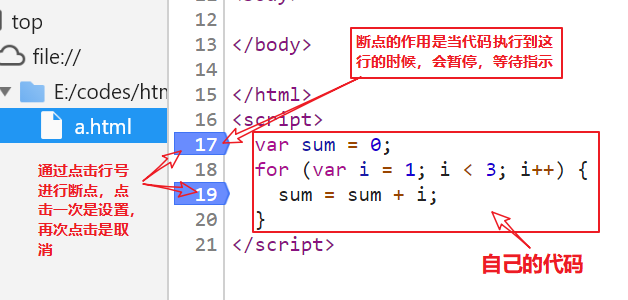 top
file://
E:/codes/htm
a.html
通过点击行号
进行断点，点
击一次是设置，
再次点击是取
消
12
13 </body>
14
15 </html>
16 <script>
17 var sum = 0;
18 for (var i = 1; i < 3; i++) {
19 sum = sum + i;
20 }
21 </script>
断点的作用是当代码执行到这
行的时候，会暂停，等待指示
自己的代码